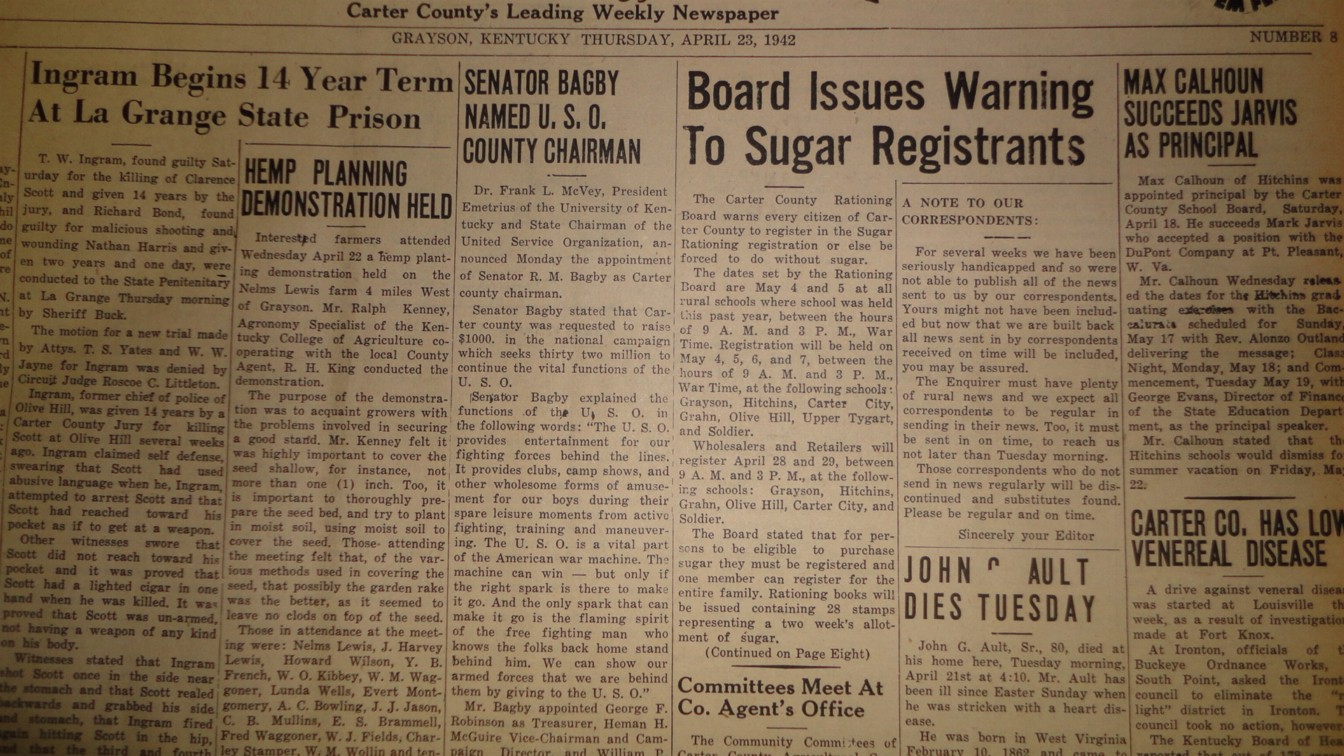 Carter County's Leading Weekly Newspaper
GRAYSON, KENTUCKY THURSDAY, APRIL 23, 1942
NUMBER 8
Ingram Begins 14 Year Term
At La Grange State Prison
T. W. Ingram, found guilty Sat-
urday for the killing of Clarence
Scott and given 14 years by the
jury, and Richard Bond, found
guilty for malicious shooting and
wounding Nathan Harris and giv-
en two years and one day, were
conducted to the State Penitenary
at La Grange Thursday morning
by Sheriff Buck.
The motion for a new trial made
by Attys. T. S. Yates and W. W.
Jayne for Ingram was denied by
Circuit Judge Roscoe C. Littleton.
Ingram, former chief of police of
Olive Hill, was given 14 years by a
Carter County Jury for killing
Scott at Olive Hill several weeks
ago. Ingram claimed self defense,
swearing that Scott had used
abusive language when he, Ingram,
attempted to arrest Scott and that
Scott had reached toward his
pocket as if to get at a weapon.
Other witnesses swore that
Scott did not reach toward his
pocket and it was proved that
Scott had a lighted cigar in one
hand when he was killed. It was
proved that Scott was un-armed,
not having a weapon of any kind
on his body.
Witnesses stated that Ingram
shot Scott once in the side near
the stomach and that Scott realed
backwards and grabbed his side
and stomach, that Ingram fired
again hitting Scott in the hip,
and that the third and fourth
HEMP PLANNING
DEMONSTRATION HELD
Interested farmers attended
Wednesday April 22 a hemp plant-
ing demonstration held on the
Nelms Lewis farm 4 miles West
of Grayson. Mr. Ralph Kenney,
Agronomy Specialist of the Ken-
tucky College of Agriculture co-
operating with the local County
Agent, R. H. King conducted the
demonstration.
The purpose of the demonstra-
tion was to acquaint growers with
the problems involved in securing
a good stand. Mr. Kenney felt it
was highly important to cover the
seed shallow, for instance, not
more than one (1) inch. Too, it
is important to thoroughly pre-
pare the seed bed, and try to plant
in moist soil, using moist soil to
cover the seed. Those attending
the meeting felt that, of the var-
ious methods used in covering the
seed, that possibly the garden rake
was the better, as it seemed to
leave no clods on top of the seed.
Those in attendance at the meet-
ing were: Nelms Lewis, J. Harvey
Lewis, Howard Wilson, Y. B.
French, W. O. Kibbey, W. M. Wag-
goner, Lunda Wells, Evert Mont-
gomery, A. C. Bowling, J. J. Jason,
C. B. Mullins, E. S. Brammell,
Fred Waggoner, W. J. Fields, Char-
ley Stamper, W. M. Wollin and ten-
SENATOR BAGBY
NAMED U. S. O.
COUNTY CHAIRMAN
Dr. Frank L. McVey, President
Emetrius of the University of Ken-
tucky and State Chairman of the
United Service Organization, an-
nounced Monday the appointment
of Senator R. M. Bagby as Carter
county chairman.
Senator Bagby stated that Car-
ter county was requested to raise
$1000. in the national campaign
which seeks thirty two million to
continue the vital functions of the
U. S. O.
Senator Bagby explained the
functions of the U. S. O. in
the following words: "The U. S. O.
provides entertainment for our
fighting forces behind the lines.
It provides clubs, camp shows, and
other wholesome forms of amuse-
ment for our boys during their
spare leisure moments from active
fighting, training and maneuver-
ing. The U. S. O. is a vital part
of the American war machine. The
machine can win — but only if
the right spark is there to make
it go. And the only spark that can
make it go is the flaming spirit
of the free fighting man who
knows the folks back home stand
behind him. We can show our
armed forces that we are behind
them by giving to the U. S. O."
Mr. Bagby appointed George F.
Robinson as Treasurer, Heman H.
McGuire Vice-Chairman and Cam-
paign Director, and William P.
Board Issues Warning
To Sugar Registrants
The Carter County Rationing
Board warns every citizen of Car-
ter County to register in the Sugar
Rationing registration or else be
forced to do without sugar.
The dates set by the Rationing
Board are May 4 and 5 at all
rural schools where school was held
this past year, between the hours
of 9 A. M. and 3 P. M., War
Time. Registration will be held on
May 4, 5, 6, and 7, between the
hours of 9 A. M. and 3 P. M.,
War Time, at the following schools:
Grayson, Hitchins, Carter City,
Grahn, Olive Hill, Upper Tygart,
and Soldier.
Wholesalers and Retailers will
register April 28 and 29, between
9 A. M. and 3 P. M., at the follow-
ing schools: Grayson, Hitchins,
Grahn, Olive Hill, Carter City, and
Soldier.
The Board stated that for per-
sons to be eligible to purchase
sugar they must be registered and
one member can register for the
entire family. Rationing books will
be issued containing 28 stamps
representing a two week's allot-
ment of sugar.
(Continued on Page Eight)
Committees Meet At
Co. Agent's Office
The Community Committees of
A NOTE TO OUR
CORRESPONDENTS:
For several weeks we have been
seriously handicapped and so were
not able to publish all of the news
sent to us by our correspondents.
Yours might not have been includ-
ed but now that we are built back
all news sent in by correspondents
received on time will be included,
you may be assured.
The Enquirer must have plenty
of rural news and we expect all
correspondents to be regular in
sending in their news. Too, it must
be sent in on time, to reach us
not later than Tuesday morning.
Those correspondents who do not
send in news regularly will be dis-
continued and substitutes found.
Please be regular and on time.
Sincerely your Editor
JOHN AULT
DIES TUESDAY
John G. Ault, Sr., 80, died at
his home here, Tuesday morning,
April 21st at 4:10. Mr. Ault has
been ill since Easter Sunday when
he was stricken with a heart dis-
ease.
He was born in West Virginia
February 10, 1862 and came
MAX CALHOUN
SUCCEEDS JARVIS
AS PRINCIPAL
Max Calhoun of Hitchins was
appointed principal by the Carter
County School Board, Saturday,
April 18. He succeeds Mark Jarvis
who accepted a position with the
DuPont Company at Pt. Pleasant,
W. Va.
Mr. Calhoun Wednesday releas-
ed the dates for the Hitchins grad
uating exercises with the Bac-
calurate scheduled for Sunday
May 17 with Rev. Alonzo Outland
delivering the message; Clas
Night, Monday, May 18; and Com-
mencement, Tuesday May 19, with
George Evans, Director of Finance
of the State Education Depar
ment, as the principal speaker.
Mr. Calhoun stated that th
Hitchins schools would dismiss fo
summer vacation on Friday, Ma
22.
CARTER CO. HAS LOW
VENEREAL DISEASE
A drive against veneral diseas
was started at Louisville th
week, as a result of investigation
made at Fort Knox.
At Ironton, officials of t
Buckeye Ordnance Works,
South Point, asked the Iront
council to eliminate the
light" district in Ironton. T
council took no action, howeve
The Kentucky Board of He